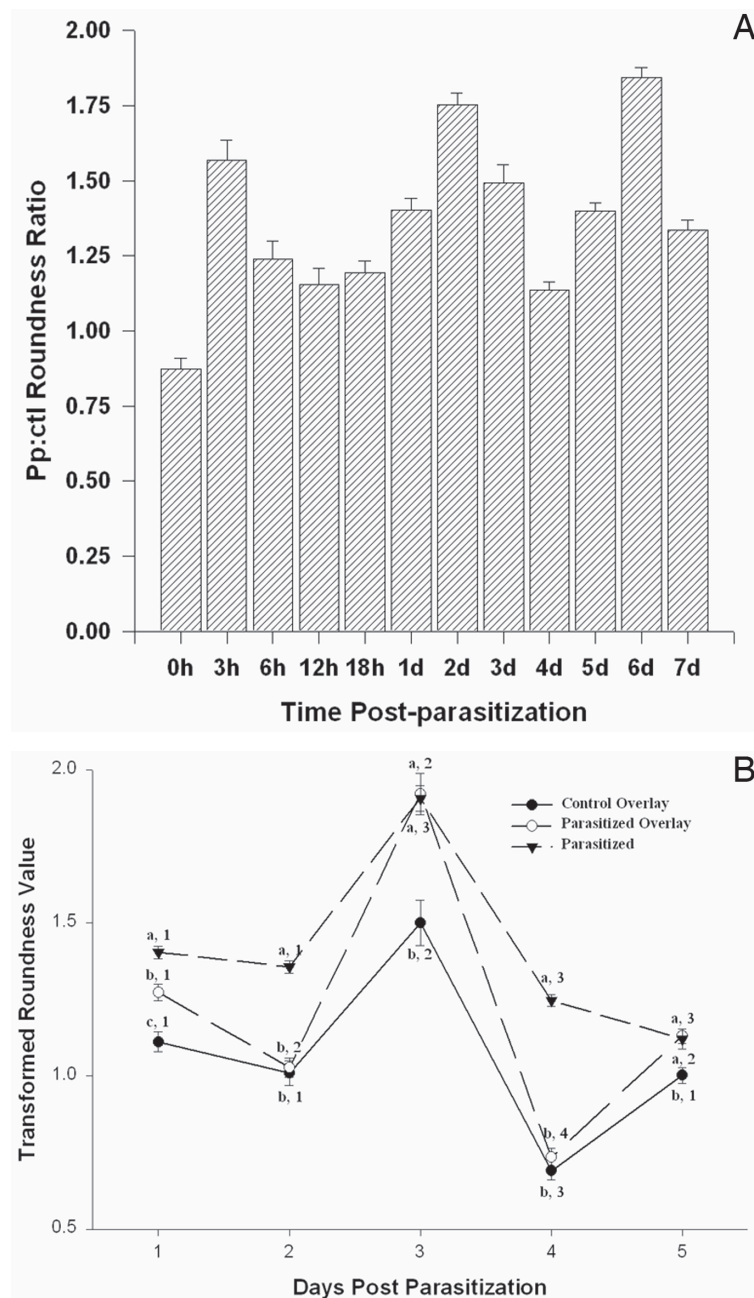 A
2.00
1.75
1.50
1.25
1.00
0.75
0.50
0.25
0.00
Pp:ctl Roundness Ratio
0h 3h 6h 12h 18h 1d 2d 3d 4d 5d 6d 7d
Time Post-parasitization
B
2.0
1.5
1.0
0.5
Transformed Roundness Value
Control Overlay
Parasitized Overlay
Parasitized
a, 1
b, 1
c, 1
a, 1
b, 2
b, 1
a, 2
a, 3
b, 2
a, 3
b, 4
b, 3
a, 3
a, 2
b, 1
1 2 3 4 5
Days Post Parasitization